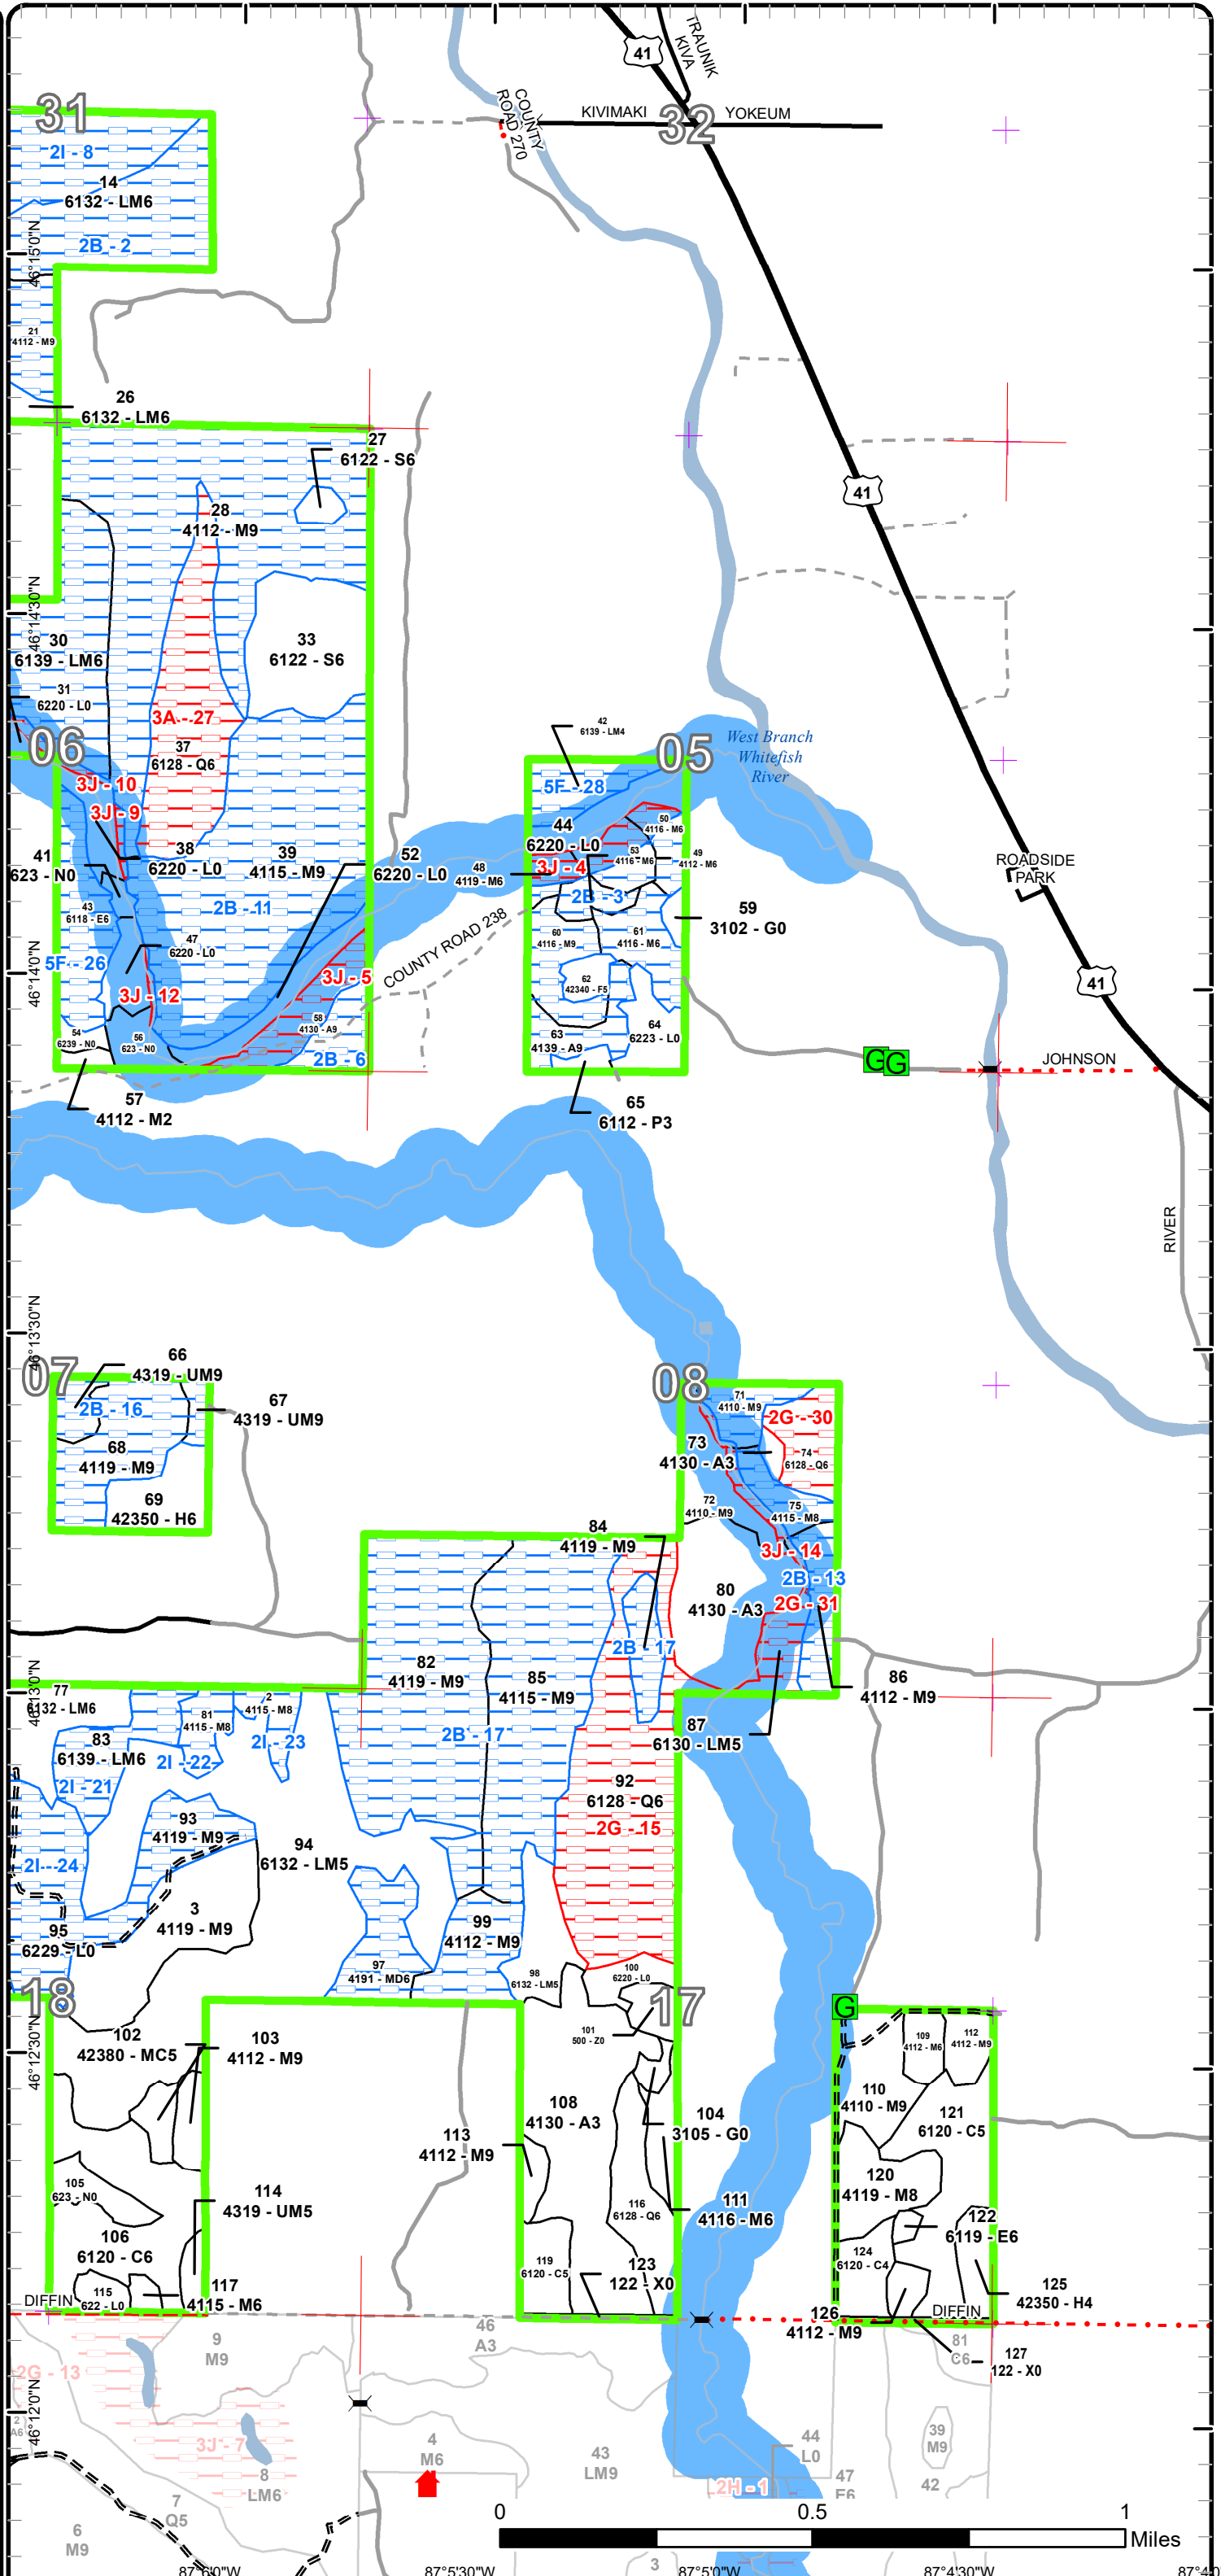 TRAUNIK
KIVA
41
COUNTY
ROAD 270
KIVIMAKI
32
YOKEUM
31
2I - 8
14
6132 - LM6
2B - 2
46°15'0"N
21
4112 - M9
26
6132 - LM6
27
6122 - S6
41
28
4112 - M9
46°14'30"N
30
6139 - LM6
33
6122 - S6
31
6220 - L0
3A - 27
37
6128 - Q6
06
42
6139 - LM4
05
West Branch
Whitefish
River
3J - 10
3J - 9
5F - 28
44
6220 - L0
50
4116 - M6
53
4116 - M6
49
4112 - M6
41
623 - N0
38
6220 - L0
39
4115 - M9
52
6220 - L0
48
4119 - M6
3J - 4
ROADSIDE
PARK
43
6118 - E6
2B - 11
2B - 3
59
3102 - G0
47
6220 - L0
COUNTY ROAD 238
60
4116 - M9
61
4116 - M6
5F - 26
46°14'0"N
3J - 12
3J - 5
62
42340 - F5
41
58
4130 - A9
54
6239 - N0
56
623 - N0
2B - 6
63
4139 - A9
64
6223 - L0
G
G
JOHNSON
57
4112 - M2
65
6112 - P3
RIVER
46°13'30"N
07
66
4319 - UM9
2B - 16
67
4319 - UM9
68
4119 - M9
69
42350 - H6
08
71
4110 - M9
2G - 30
73
4130 - A3
74
6128 - Q6
72
4110 - M9
75
4115 - M8
84
4119 - M9
3J - 14
2B - 13
80
4130 - A3
2G - 31
2B - 17
82
4119 - M9
85
4115 - M9
86
4112 - M9
46°13'0"N
77
6132 - LM6
81
4115 - M8
2
4115 - M8
83
6139 - LM6
2I - 22
2I - 23
2B - 17
87
6130 - LM5
2I - 21
92
6128 - Q6
2G - 15
93
4119 - M9
94
6132 - LM5
2I - 24
3
4119 - M9
95
6229 - L0
99
4112 - M9
97
4191 - MD6
98
6132 - LM5
100
6220 - L0
18
17
G
101
500 - Z0
102
42380 - MC5
103
4112 - M9
109
4112 - M6
112
4112 - M9
46°12'30"N
108
4130 - A3
104
3105 - G0
110
4110 - M9
121
6120 - C5
113
4112 - M9
105
623 - N0
114
4319 - UM5
120
4119 - M8
116
6128 - Q6
111
4116 - M6
122
6119 - E6
106
6120 - C6
124
6120 - C4
119
6120 - C5
123
122 - X0
115
622 - L0
117
4115 - M6
125
42350 - H4
DIFFIN
DIFFIN
126
4112 - M9
127
122 - X0
46
A3
81
C6
9
M9
2G - 13
2
A6
46°12'0"N
3J - 7
4
M6
43
LM9
44
L0
39
M9
8
LM6
47
E6
42
2H - 1
7
Q5
6
M9
0
0.5
1
Miles
3
87°6'0"W
87°5'30"W
87°5'0"W
87°4'30"W